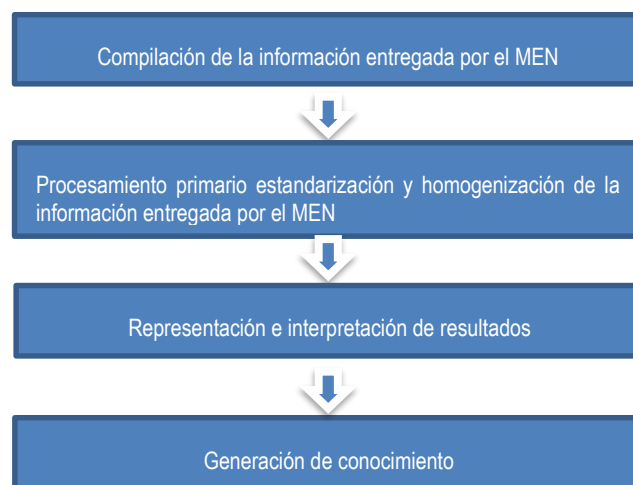 Compilación de la información entregada por el MEN
Procesamiento primario estandarización y homogenización de la
información entregada por el MEN
Representación e interpretación de resultados
Generación de conocimiento